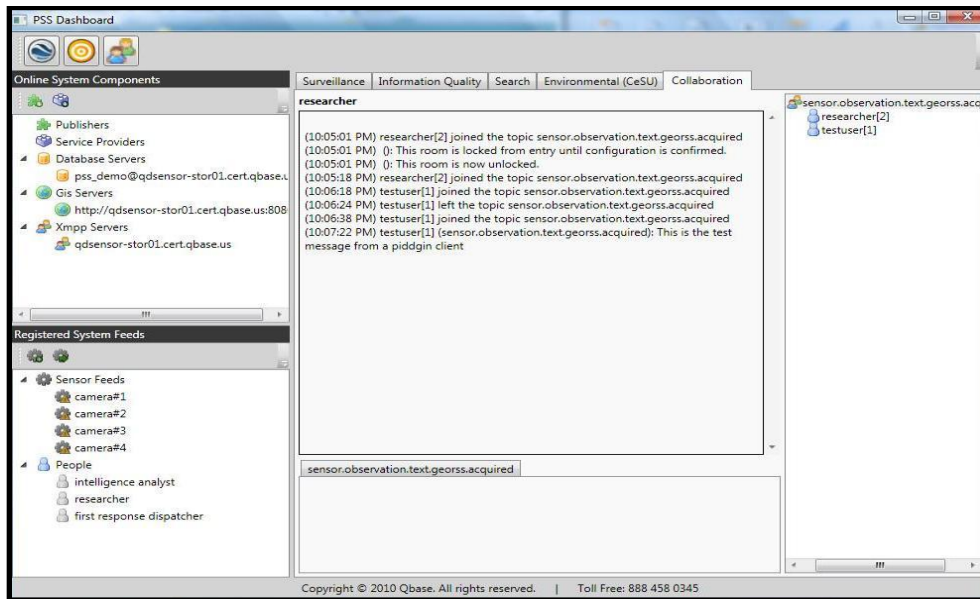 PSS Dashboard
Online System Components
Publishers
Service Providers
Database Servers
pss_demo@qdsensor-stor01.cert.qbase.u
Gis Servers
http://qdsensor-stor01.cert.qbase.us:808
Xmpp Servers
qdsensor-stor01.cert.qbase.us
Registered System Feeds
Sensor Feeds
camera#1
camera#2
camera#3
camera#4
People
intelligence analyst
researcher
first response dispatcher
Surveillance
Information Quality
Search
Environmental (CeSU)
Collaboration
researcher
(10:05:01 PM) researcher[2] joined the topic sensor.observation.text.georss.acquired
(10:05:01 PM) (): This room is locked from entry until configuration is confirmed.
(10:05:01 PM) (): This room is now unlocked.
(10:05:18 PM) researcher[2] joined the topic sensor.observation.text.georss.acquired
(10:06:18 PM) testuser[1] joined the topic sensor.observation.text.georss.acquired
(10:06:24 PM) testuser[1] left the topic sensor.observation.text.georss.acquired
(10:06:38 PM) testuser[1] joined the topic sensor.observation.text.georss.acquired
(10:07:22 PM) testuser[1] (sensor.observation.text.georss.acquired): This is the test
message from a piddgin client
sensor.observation.text.georss.acquired
sensor.observation.text.georss.acq
researcher[2]
testuser[1]
Copyright © 2010 Qbase. All rights reserved. | Toll Free: 888 458 0345